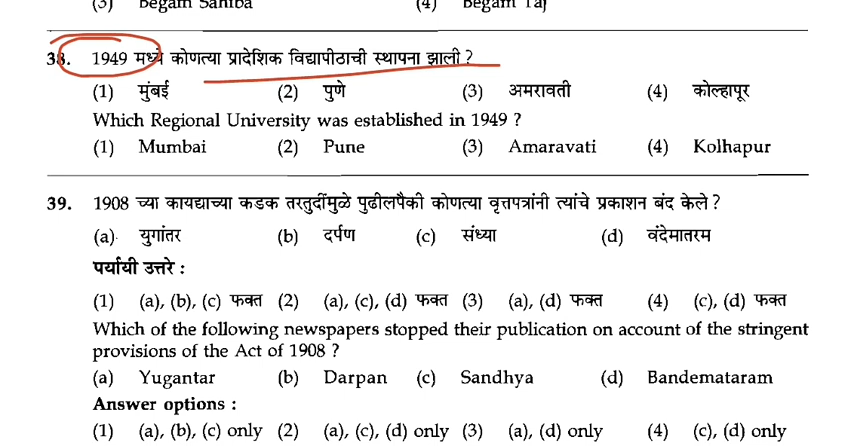 (3) Begam Sahiba (4) Begam Taj
38. 1949 मध्ये कोणत्या प्रादेशिक विद्यापीठाची स्थापना झाली ?
(1) मुंबई (2) पुणे (3) अमरावती (4) कोल्हापूर
Which Regional University was established in 1949 ?
(1) Mumbai (2) Pune (3) Amaravati (4) Kolhapur
39. 1908 च्या कायद्याच्या कडक तरतुदींमुळे पुढीलपैकी कोणत्या वृत्तपत्रांनी त्यांचे प्रकाशन बंद केले ?
(a) युगांतर (b) दर्पण (c) संध्या (d) वंदेमातरम
पर्यायी उत्तरे :
(1) (a), (b), (c) फक्त (2) (a), (c), (d) फक्त (3) (a), (d) फक्त (4) (c), (d) फक्त
Which of the following newspapers stopped their publication on account of the stringent
provisions of the Act of 1908 ?
(a) Yugantar (b) Darpan (c) Sandhya (d) Bandemataram
Answer options :
(1) (a), (b), (c) only (2) (a), (c), (d) only (3) (a), (d) only (4) (c), (d) only